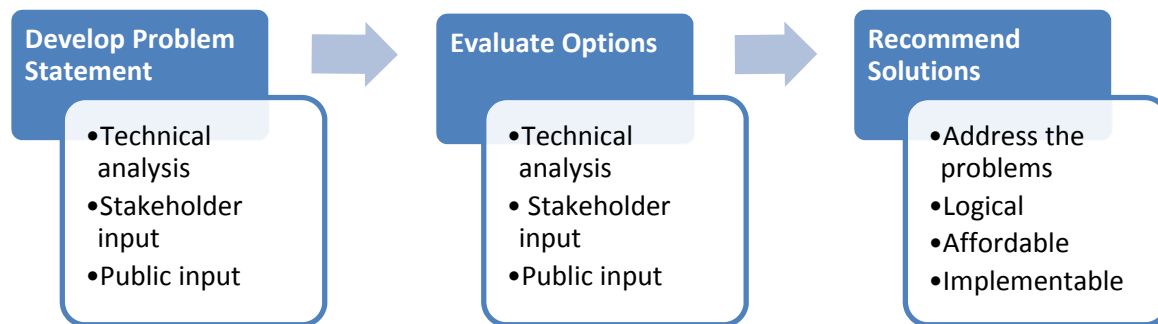 Develop Problem
Statement
•Technical
analysis
•Stakeholder
input
•Public input
Evaluate Options
•Technical
analysis
• Stakeholder
input
•Public input
Recommend
Solutions
•Address the
problems
•Logical
•Affordable
•Implementable